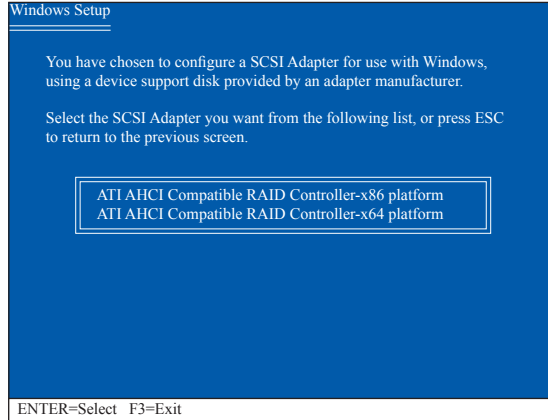 Windows Setup
You have chosen to configure a SCSI Adapter for use with Windows,
using a device support disk provided by an adapter manufacturer.
Select the SCSI Adapter you want from the following list, or press ESC
to return to the previous screen.
ATI AHCI Compatible RAID Controller-x86 platform
ATI AHCI Compatible RAID Controller-x64 platform
ENTER=Select F3=Exit